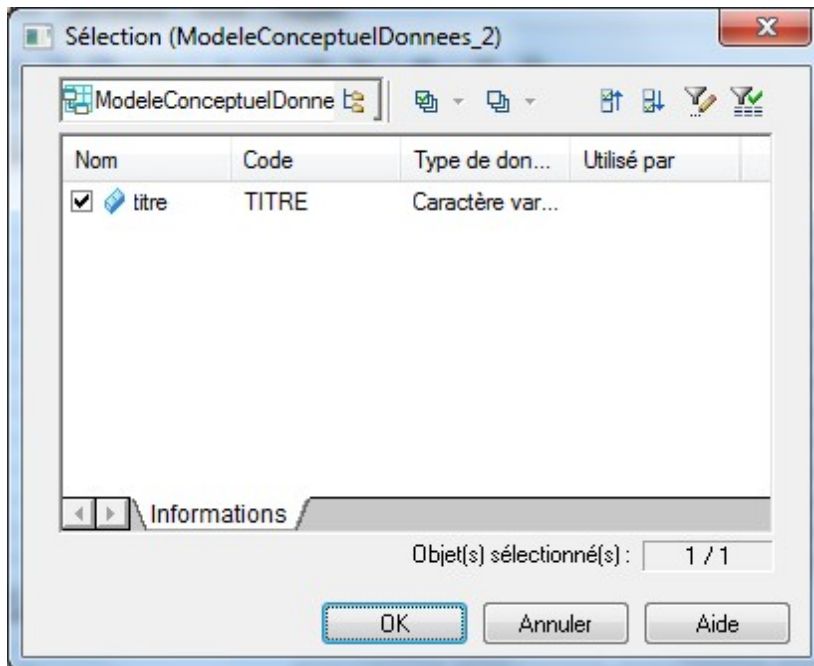 Sélection (ModeleConceptuelDonnees_2)
ModeleConceptuelDonne
Nom Code Type de don... Utilisé par
titre TITRE Caractère var...
Informations
Objet(s) sélectionné(s) : 1 / 1
OK Annuler Aide